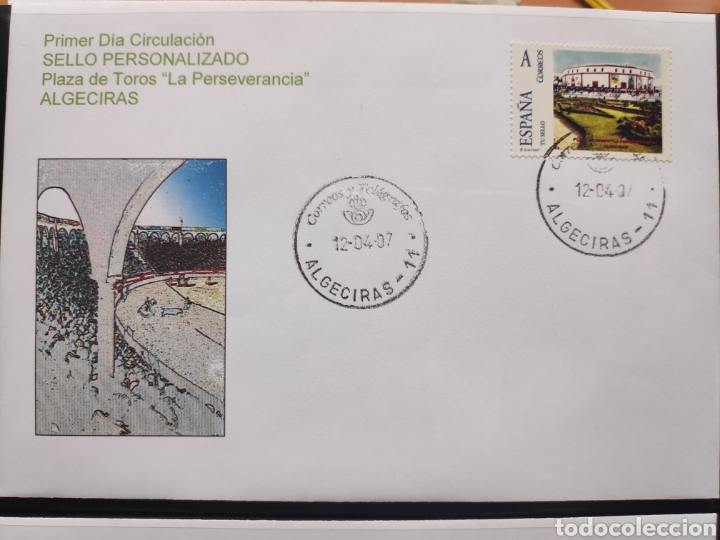 Primer Día Circulación
SELLO PERSONALIZADO
Plaza de Toros "La Perseverancia"
ALGECIRAS
A
CORREOS
ESPAÑA
TU SELLO
Correos y Telégrafos
12-04-07
ALGECIRAS-11
Correos
12-04-07
ALGECIRAS-11
todocoleccion